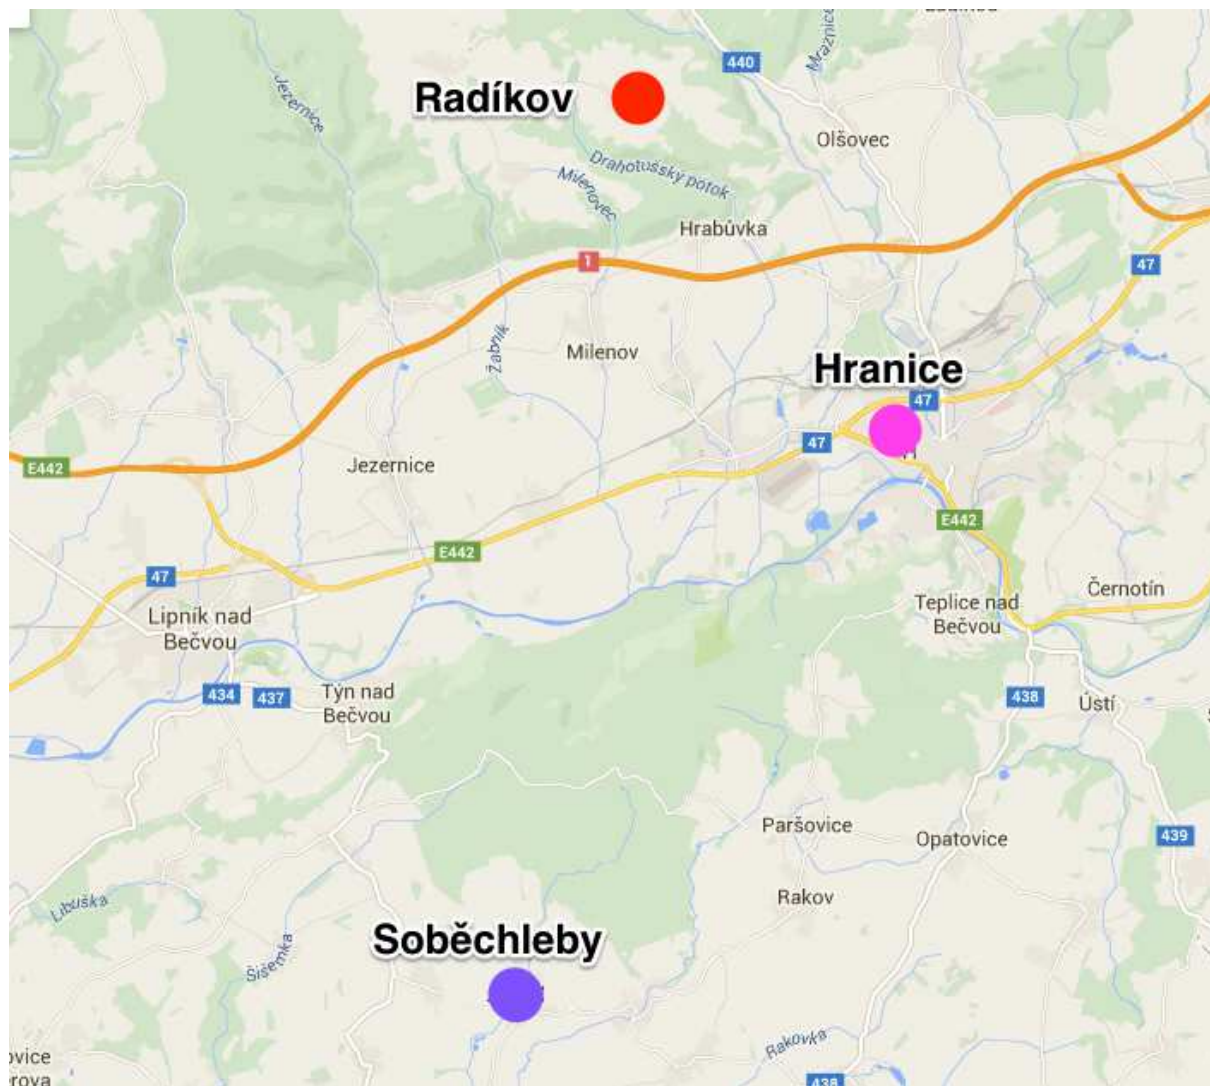 440
Mraznice
Radíkov
Jezernice
Olšovec
Drahotušský potok
Milenovec
Hrabůvka
1
47
Žabník
Milenov
Hranice
47
47
E442
Jezernice
E442
E442
47
Lipník nad
Bečvou
Teplice nad
Bečvou
Černotín
434
437
Týn nad
Bečvou
438
Ústí
Paršovice
Opatovice
439
Rakov
Libuška
Soběchleby
Šišemka
Rakovka
438